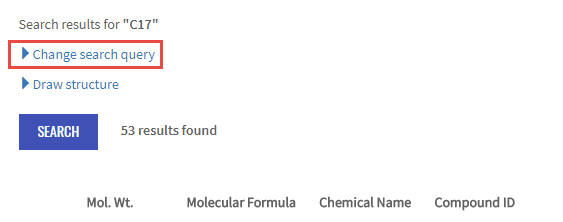 Search results for "C17"
Change search query
Draw structure
SEARCH 53 results found
Mol. Wt. Molecular Formula Chemical Name Compound ID